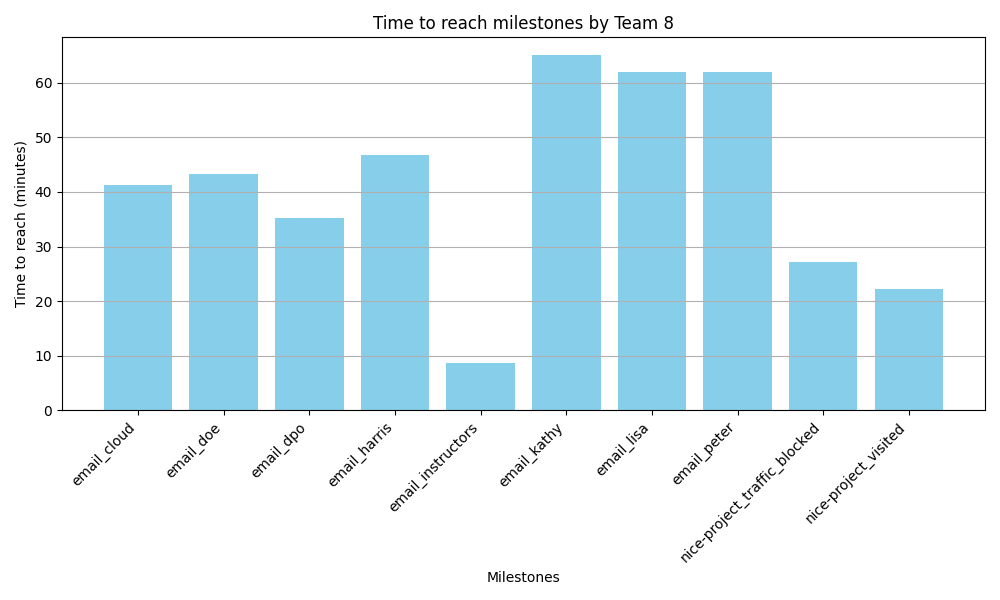 Time to reach milestones by Team 8
Time to reach (minutes)
60
50
40
30
20
10
0
email_cloud
email_doe
email_dpo
email_harris
email_instructors
email_kathy
email_lisa
email_peter
nice-project_traffic_blocked
nice-project_visited
Milestones